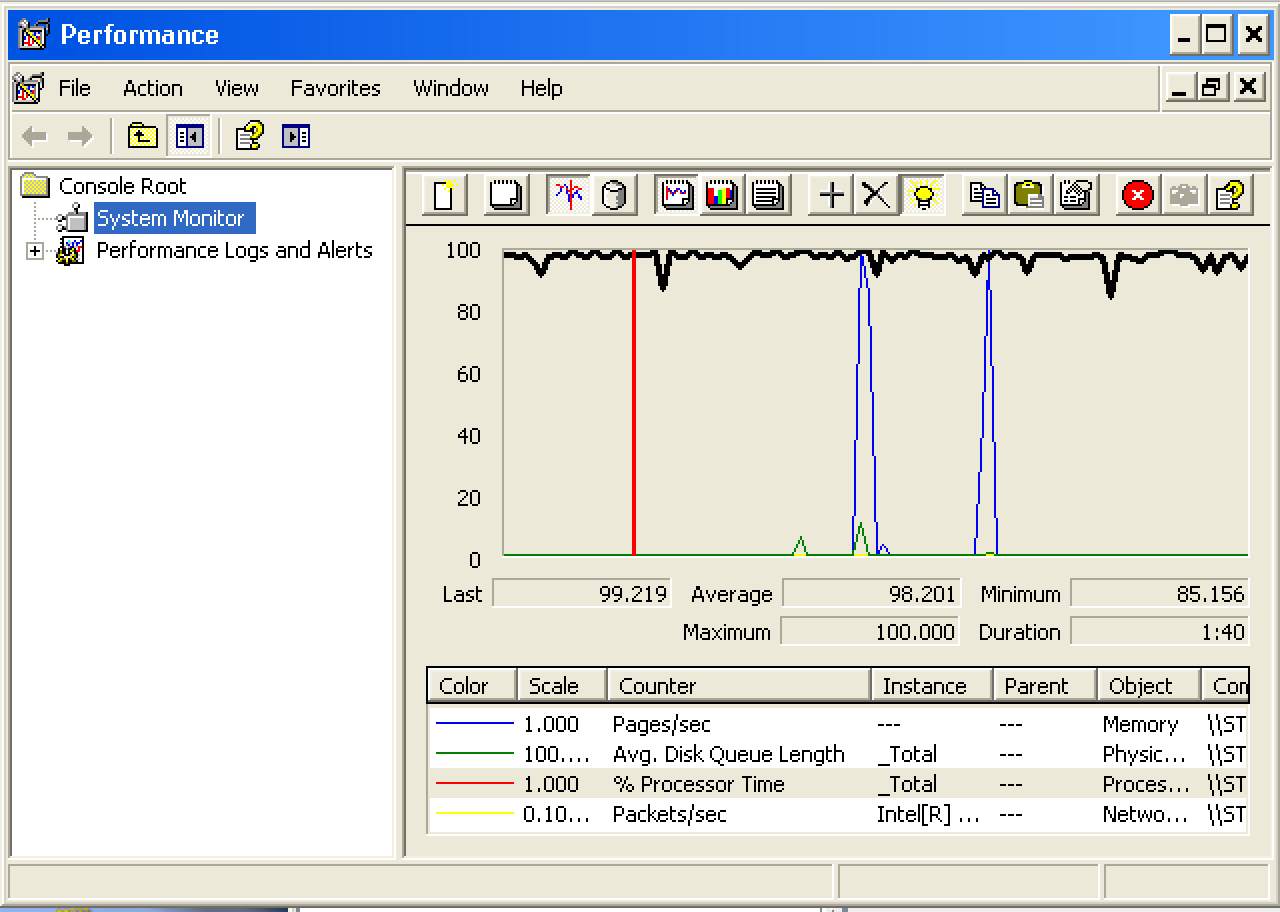 Performance
File Action View Favorites Window Help
Console Root
System Monitor
Performance Logs and Alerts
100
80
60
40
20
0
Last 99.219 Average 98.201 Minimum 85.156
Maximum 100.000 Duration 1:40
Color Scale Counter Instance Parent Object Con
1.000 Pages/sec --- --- Memory \\ST
100.... Avg. Disk Queue Length _Total --- Physic... \\ST
1.000 % Processor Time _Total --- Proces... \\ST
0.10... Packets/sec Intel[R] ... --- Netwo... \\ST